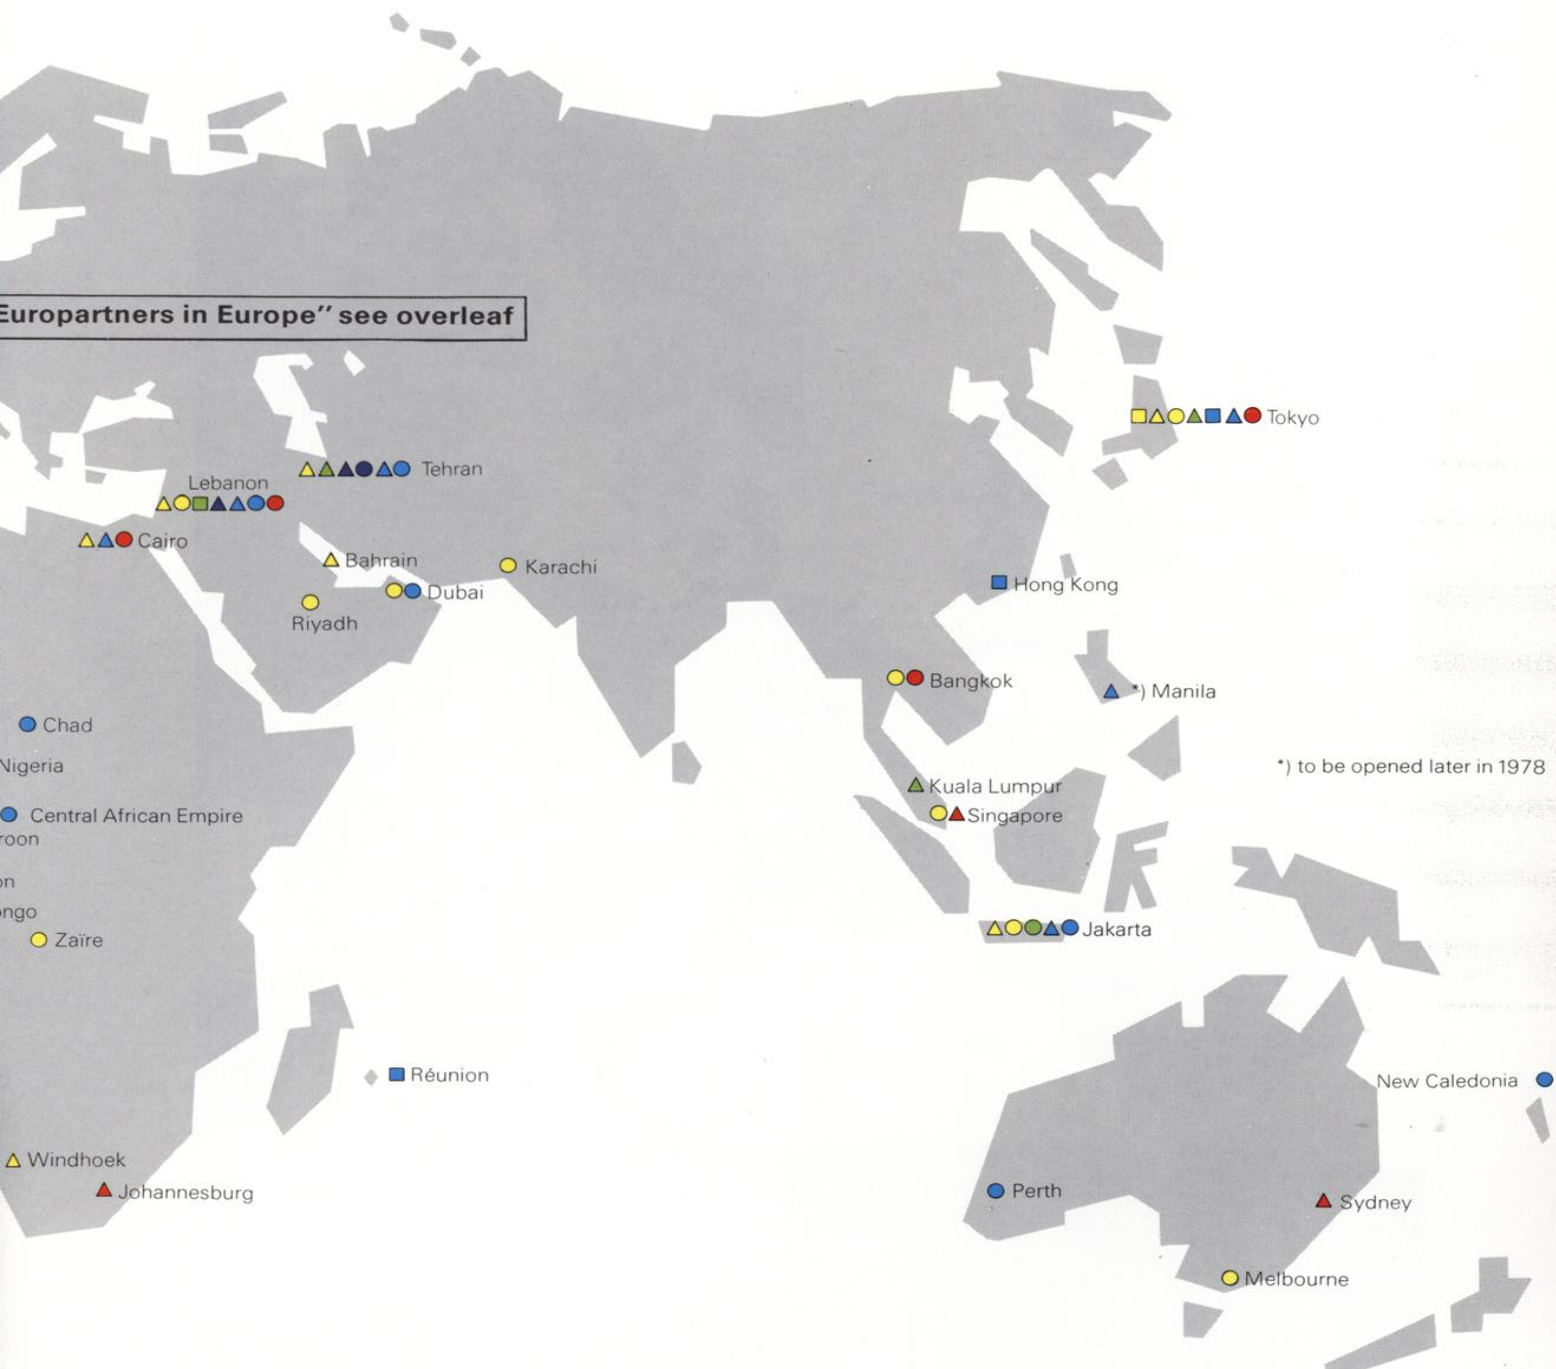 Europartners in Europe” see overleaf
Tokyo
Tehran
Lebanon
Cairo
Bahrain
Karachi
Dubai
Riyadh
Hong Kong
Bangkok
*) Manila
Chad
Nigeria
*) to be opened later in 1978
Kuala Lumpur
Central African Empire
Singapore
roon
on
ongo
Jakarta
Zaïre
Réunion
New Caledonia
Windhoek
Johannesburg
Perth
Sydney
Melbourne